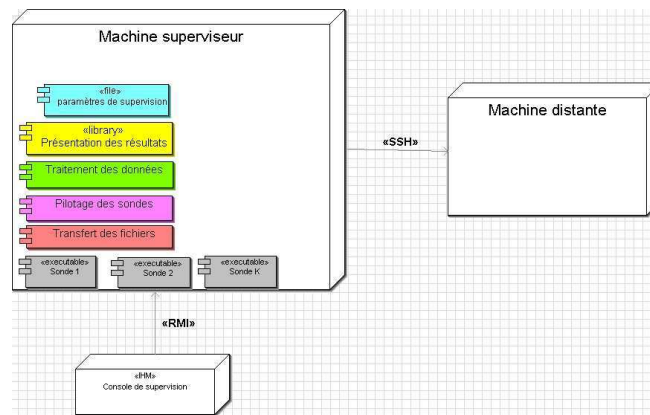 Machine superviseur
«file»
paramètres de supervision
«library»
Présentation des résultats
Traitement des données
Pilotage des sondes
Transfert des fichiers
«executable»
Sonde 1
«executable»
Sonde 2
«executable»
Sonde K
«SSH»
Machine distante
«RMI»
«IHM»
Console de supervision